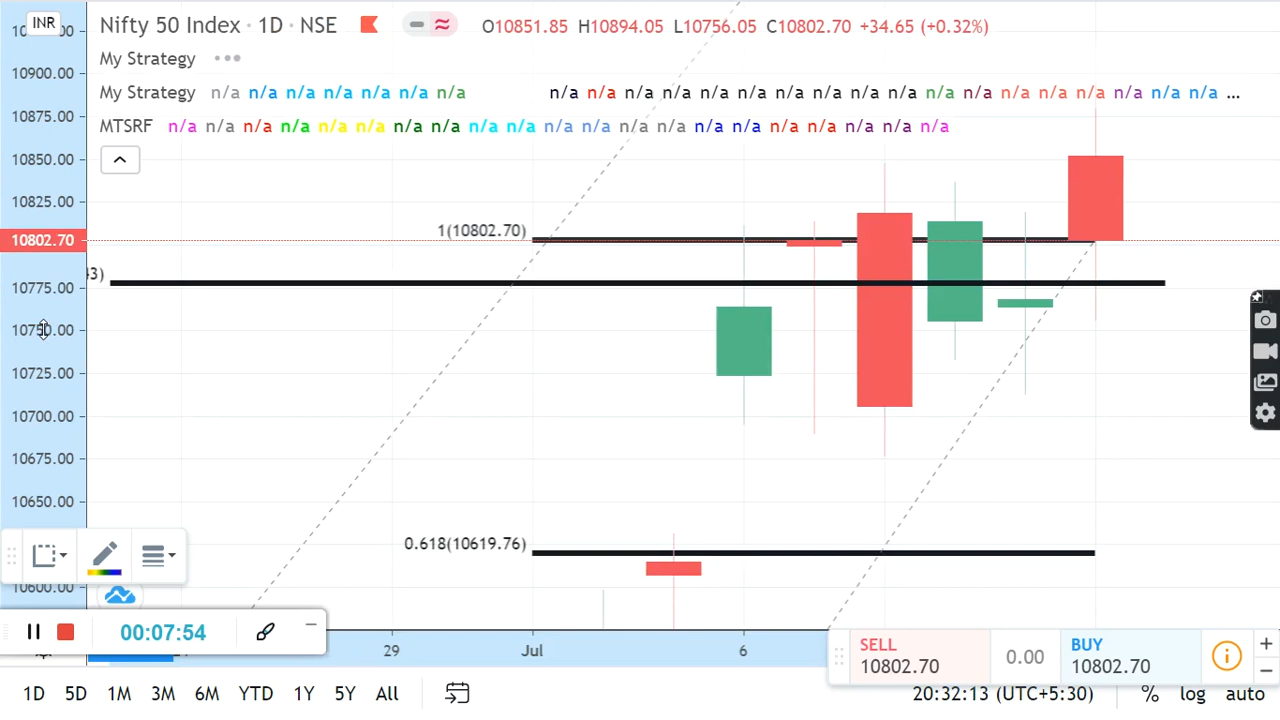 INR
Nifty 50 Index · 1D · NSE O10851.85 H10894.05 L10756.05 C10802.70 +34.65 (+0.32%)
My Strategy
My Strategy n/a n/a n/a n/a n/a n/a n/a n/a n/a n/a n/a n/a n/a n/a n/a n/a n/a n/a n/a n/a n/a n/a n/a n/a n/a ...
MTSRF n/a n/a n/a n/a n/a n/a n/a n/a n/a n/a n/a n/a n/a n/a n/a n/a n/a n/a n/a n/a n/a
10900.00
10875.00
10850.00
10825.00
1(10802.70)
10802.70
43)
10775.00
10750.00
10725.00
10700.00
10675.00
10650.00
0.618(10619.76)
10600.00
00:07:54
29 Jul 6
SELL
10802.70
0.00
BUY
10802.70
1D 5D 1M 3M 6M YTD 1Y 5Y All 20:32:13 (UTC+5:30) % log auto